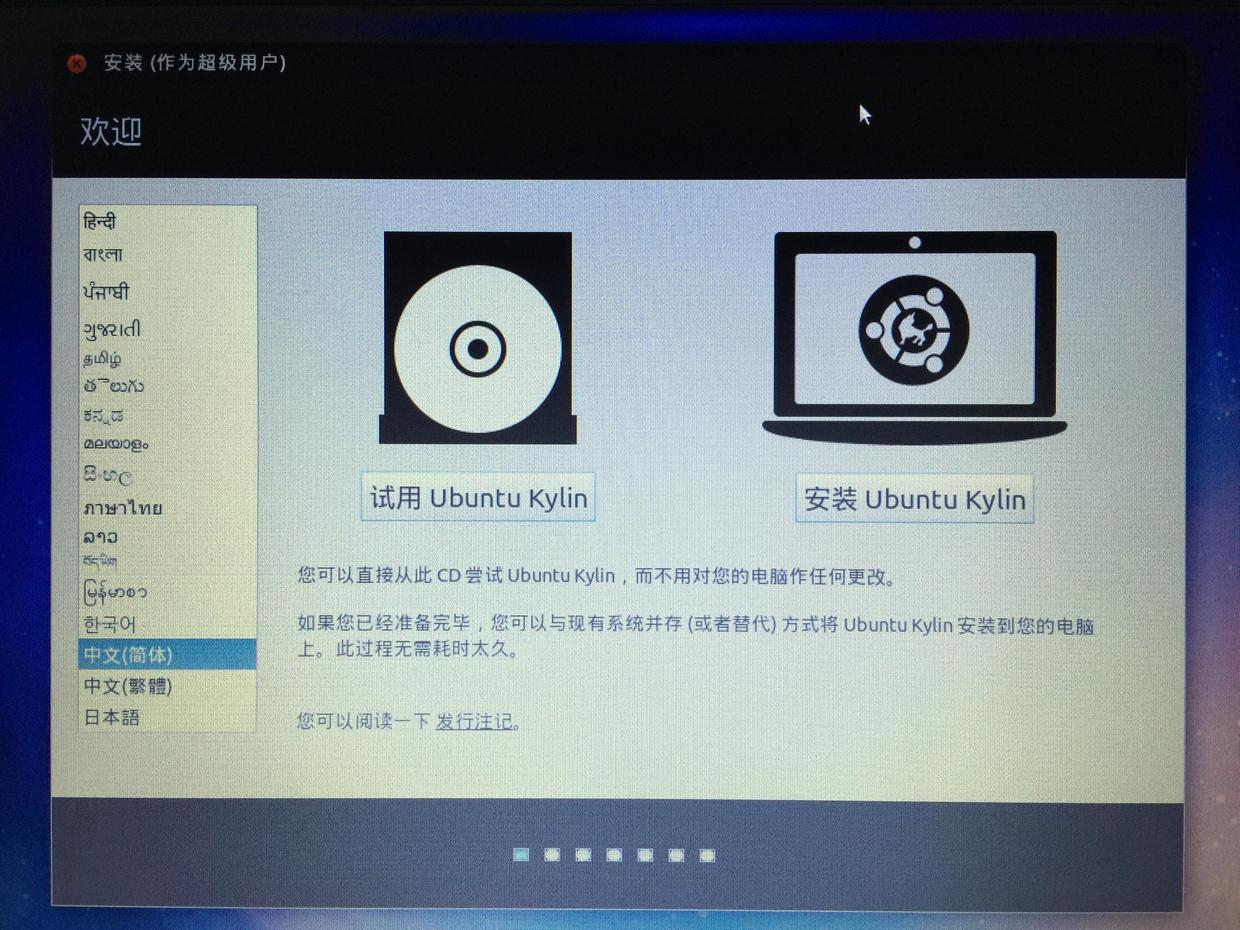 安装 (作为超级用户)
欢迎
हिन्दी
বাংলা
ਪੰਜਾਬੀ
ગુજરાતી
தமிழ்
తెలుగు
ಕನ್ನಡ
മലയാളം
සිංහල
ภาษาไทย
ລາວ
မြန်မာစာ
한국어
中文(简体)
中文(繁體)
日本語
试用 Ubuntu Kylin
安装 Ubuntu Kylin
您可以直接从此 CD 尝试 Ubuntu Kylin，而不用对您的电脑作任何更改。
如果您已经准备完毕，您可以与现有系统并存 (或者替代) 方式将 Ubuntu Kylin 安装到您的电脑
上。此过程无需耗时太久。
您可以阅读一下 发行注记。